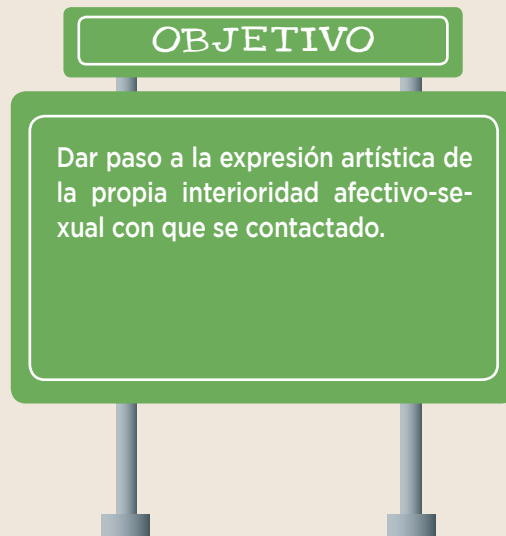 OBJETIVO
Dar paso a la expresión artística de
la propia interioridad afectivo-se-
xual con que se contactado.